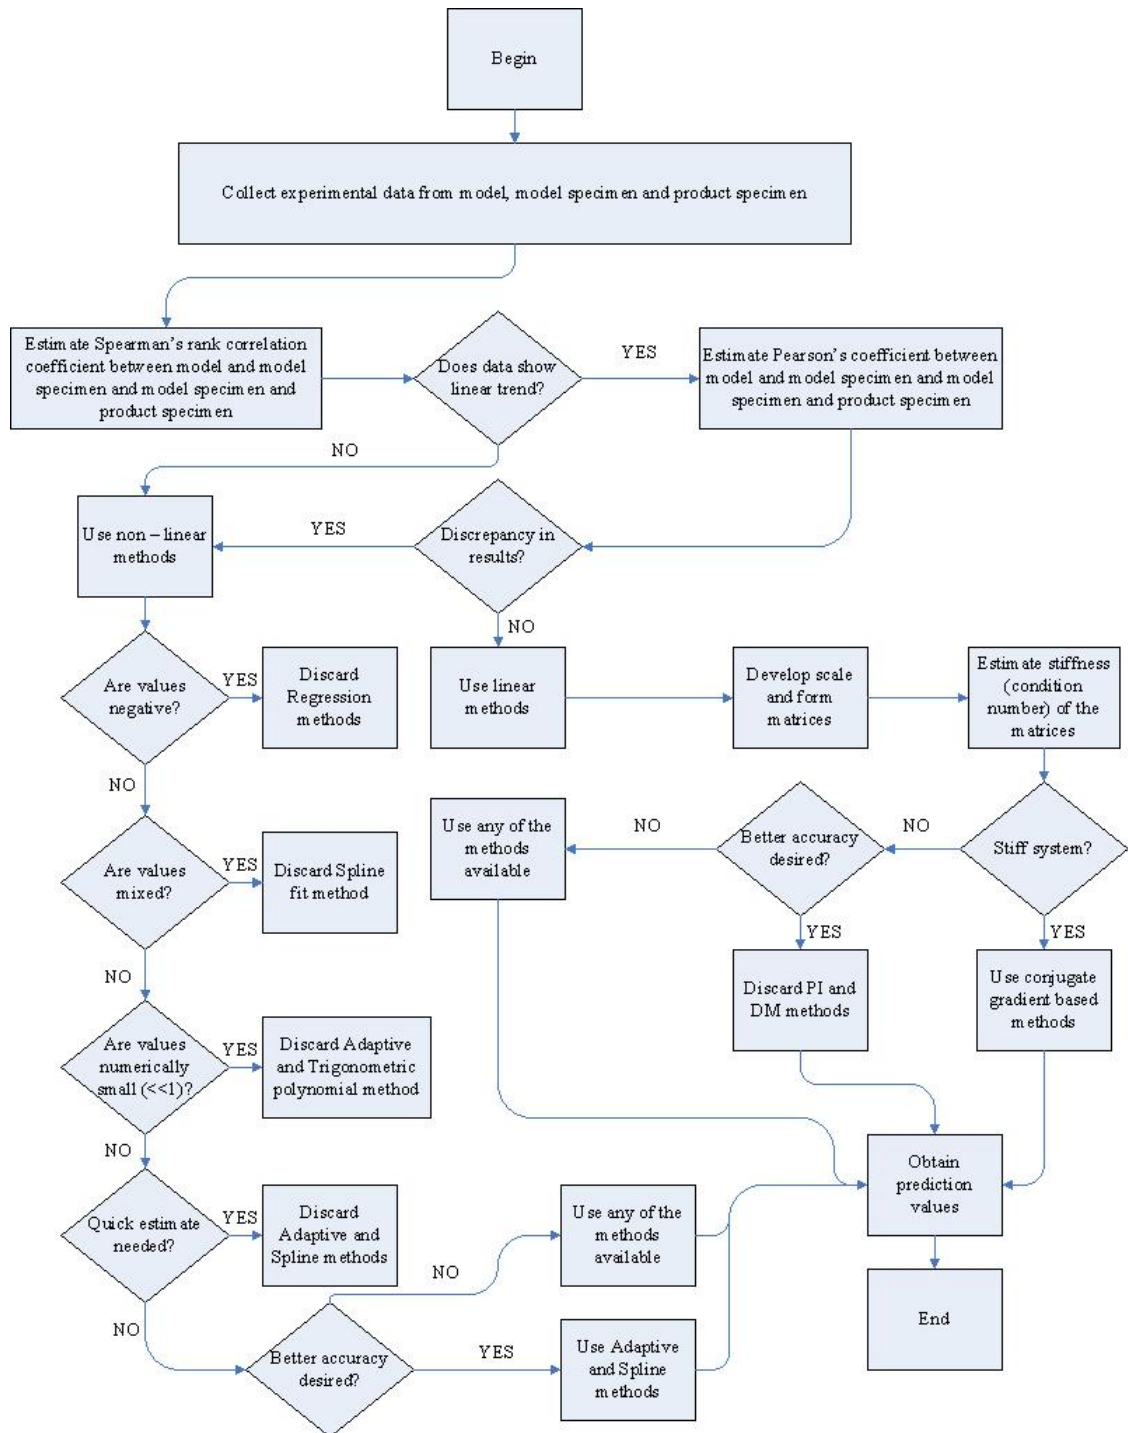 Begin
Collect experimental data from model, model specimen and product specimen
Estimate Spearman's rank correlation
coefficient between model and model
specimen and model specimen and
product specimen
Does data show
linear trend?
YES
Estimate Pearson's coefficient between
model and model specimen and model
specimen and product specimen
NO
Use non – linear
methods
YES
Discrepancy in
results?
NO
Are values
negative?
YES
Discard
Regression
methods
Use linear
methods
Develop scale
and form
matrices
Estimate stiffness
(condition
number) of the
matrices
NO
Are values
mixed?
YES
Discard Spline
fit method
Use any of the
methods
available
NO
Better accuracy
desired?
NO
Stiff system?
YES
YES
NO
Discard PI and
DM methods
Use conjugate
gradient based
methods
Are values
numerically
small (<<1)?
YES
Discard Adaptive
and Trigonometric
polynomial method
NO
Obtain
prediction
values
Quick estimate
needed?
YES
Discard
Adaptive and
Spline methods
Use any of the
methods
available
NO
NO
End
Better accuracy
desired?
YES
Use Adaptive
and Spline
methods